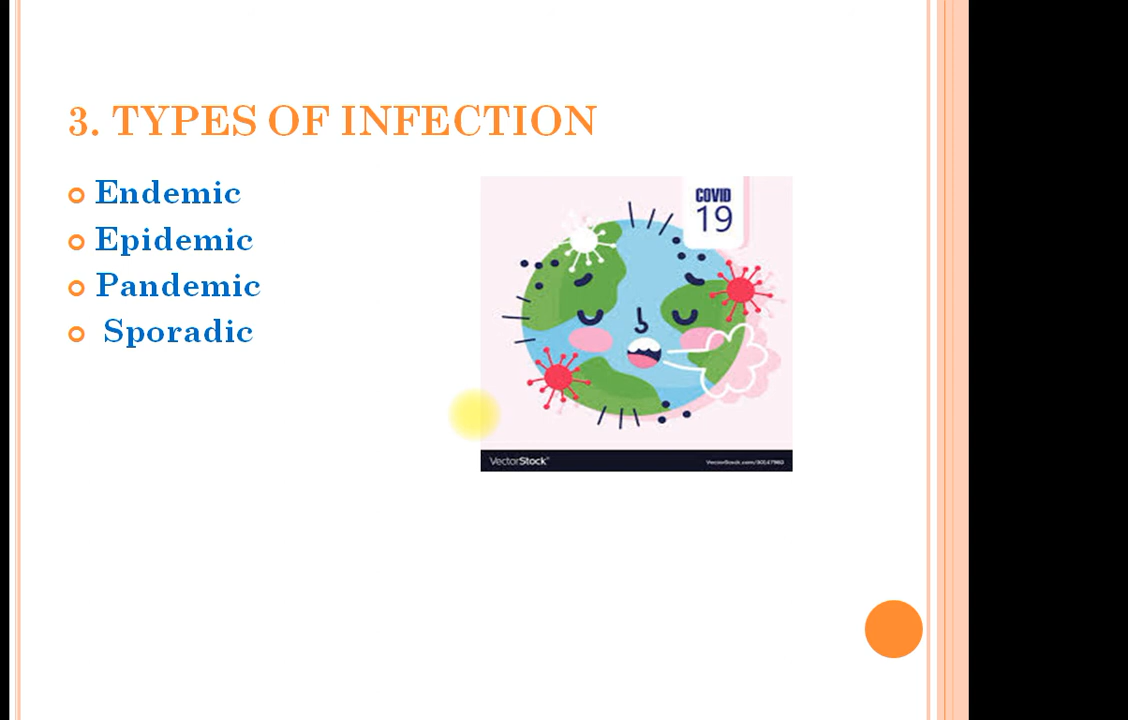 3. TYPES OF INFECTION
Endemic
Epidemic
Pandemic
Sporadic
COVID
19
VectorStock